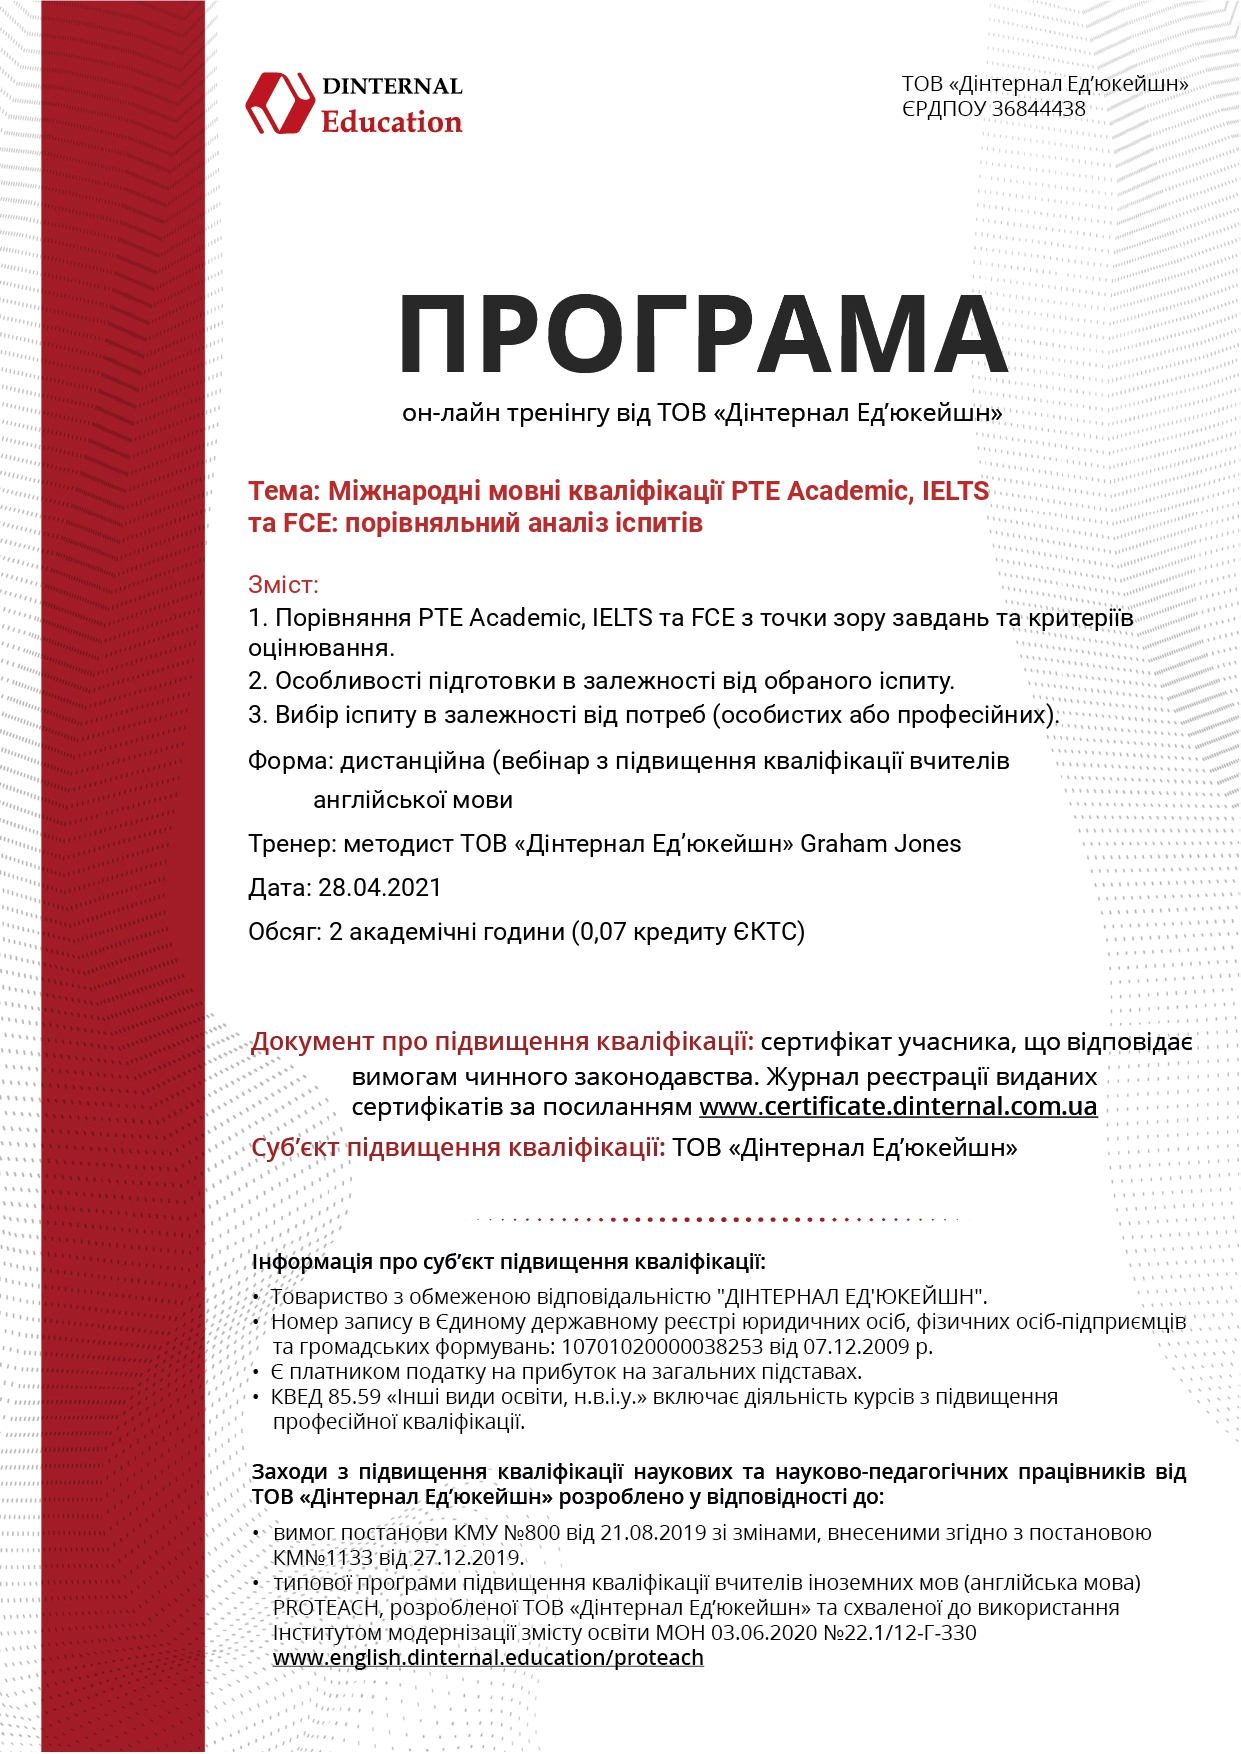 DINTERNAL
Education
ТОВ «Дінтернал Ед’юкейшн»
ЄРДПОУ 36844438
ПРОГРАМА
он-лайн тренінгу від ТОВ «Дінтернал Ед’юкейшн»
Тема: Міжнародні мовні кваліфікації PTE Academic, IELTS
та FCE: порівняльний аналіз іспитів
Зміст:
1. Порівняння PTE Academic, IELTS та FCE з точки зору завдань та критеріїв
оцінювання.
2. Особливості підготовки в залежності від обраного іспиту.
3. Вибір іспиту в залежності від потреб (особистих або професійних).
Форма: дистанційна (вебінар з підвищення кваліфікації вчителів
англійської мови
Тренер: методист ТОВ «Дінтернал Ед’юкейшн» Graham Jones
Дата: 28.04.2021
Обсяг: 2 академічні години (0,07 кредиту ЄКТС)
Документ про підвищення кваліфікації: сертифікат учасника, що відповідає
вимогам чинного законодавства. Журнал реєстрації виданих
сертифікатів за посиланням www.certificate.dinternal.com.ua
Суб’єкт підвищення кваліфікації: ТОВ «Дінтернал Ед’юкейшн»
Інформація про суб’єкт підвищення кваліфікації:
• Товариство з обмеженою відповідальністю "ДІНТЕРНАЛ ЕД'ЮКЕЙШН".
• Номер запису в Єдиному державному реєстрі юридичних осіб, фізичних осіб-підприємців
та громадських формувань: 10701020000038253 від 07.12.2009 р.
• Є платником податку на прибуток на загальних підставах.
• КВЕД 85.59 «Інші види освіти, н.в.і.у.» включає діяльність курсів з підвищення
професійної кваліфікації.
Заходи з підвищення кваліфікації наукових та науково-педагогічних працівників від
ТОВ «Дінтернал Ед’юкейшн» розроблено у відповідності до:
• вимог постанови КМУ №800 від 21.08.2019 зі змінами, внесеними згідно з постановою
КМ№1133 від 27.12.2019.
• типової програми підвищення кваліфікації вчителів іноземних мов (англійська мова)
PROTEACH, розробленої ТОВ «Дінтернал Ед’юкейшн» та схваленої до використання
Інститутом модернізації змісту освіти МОН 03.06.2020 №22.1/12-Г-330
www.english.dinternal.education/proteach